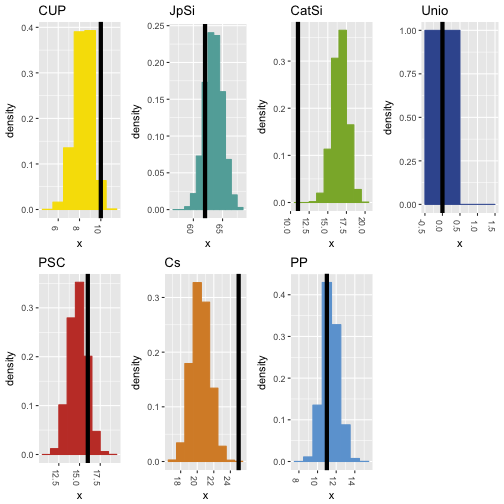 CUP
density
0.4
0.3
0.2
0.1
0.0
6
8
10
x
JpSi
density
0.25
0.20
0.15
0.10
0.05
0.00
60
65
x
CatSi
density
0.3
0.2
0.1
0.0
10.0
12.5
15.0
17.5
20.0
x
Unio
density
1.00
0.75
0.50
0.25
0.00
-0.5
0.0
0.5
1.0
1.5
x
PSC
density
0.3
0.2
0.1
0.0
12.5
15.0
17.5
x
Cs
density
0.3
0.2
0.1
0.0
18
20
22
24
x
PP
density
0.4
0.3
0.2
0.1
0.0
8
10
12
14
x